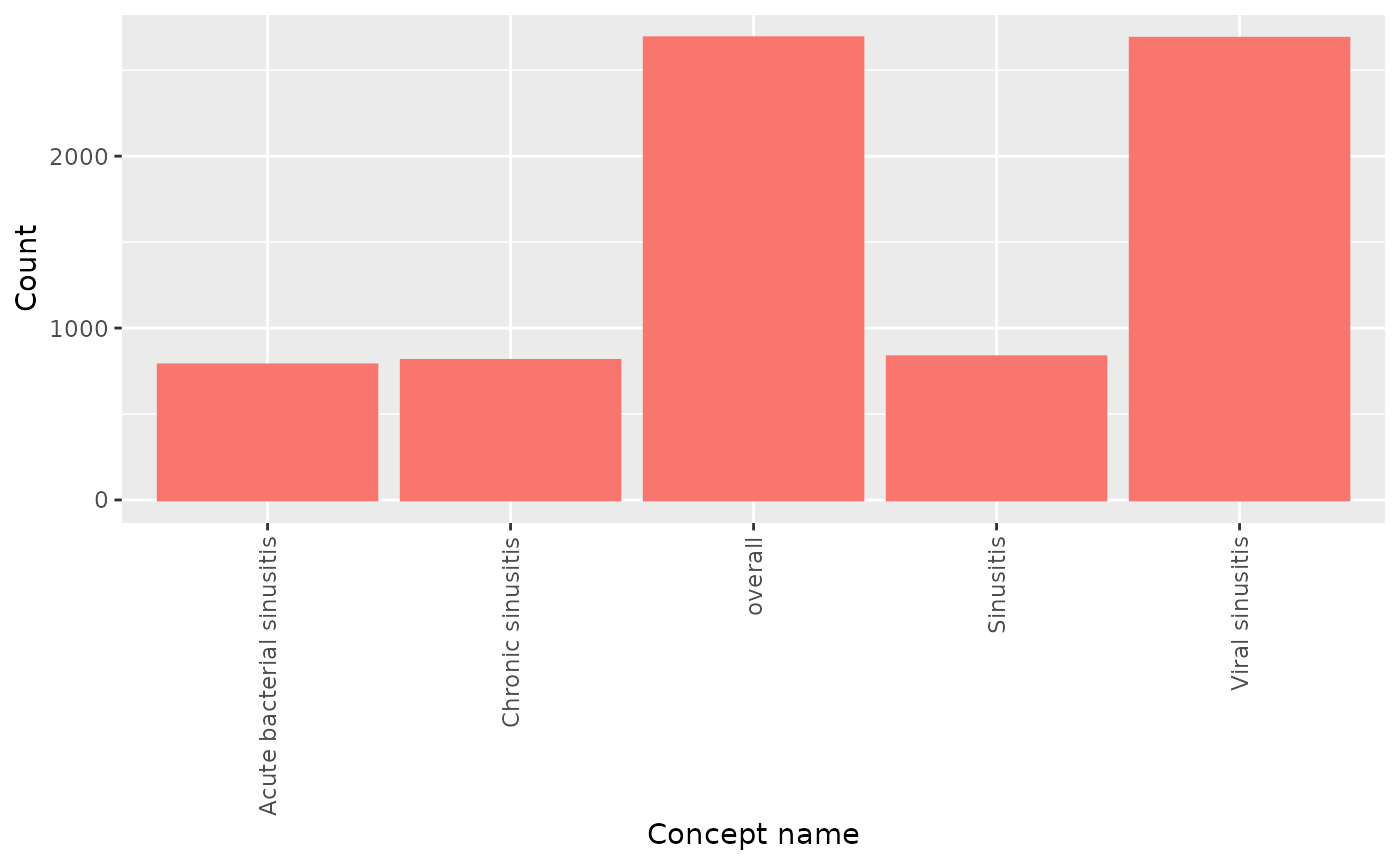 Count
2000
1000
0
Acute bacterial sinusitis
Chronic sinusitis
overall
Sinusitis
Viral sinusitis
Concept name